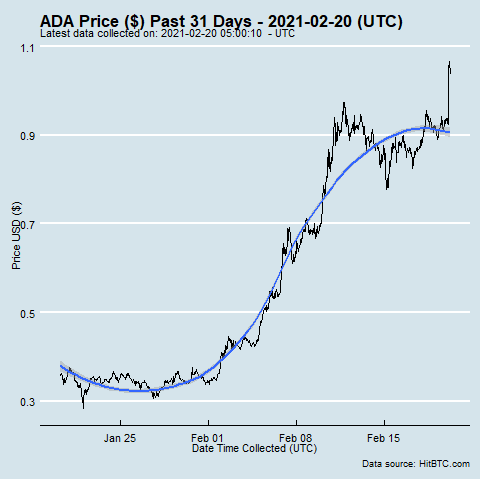 ADA Price ($) Past 31 Days - 2021-02-20 (UTC)
Latest data collected on: 2021-02-20 05:00:10  - UTC
1.1
0.9
0.7
0.5
0.3
Price USD ($)
Jan 25
Feb 01
Feb 08
Feb 15
Date Time Collected (UTC)
Data source: HitBTC.com